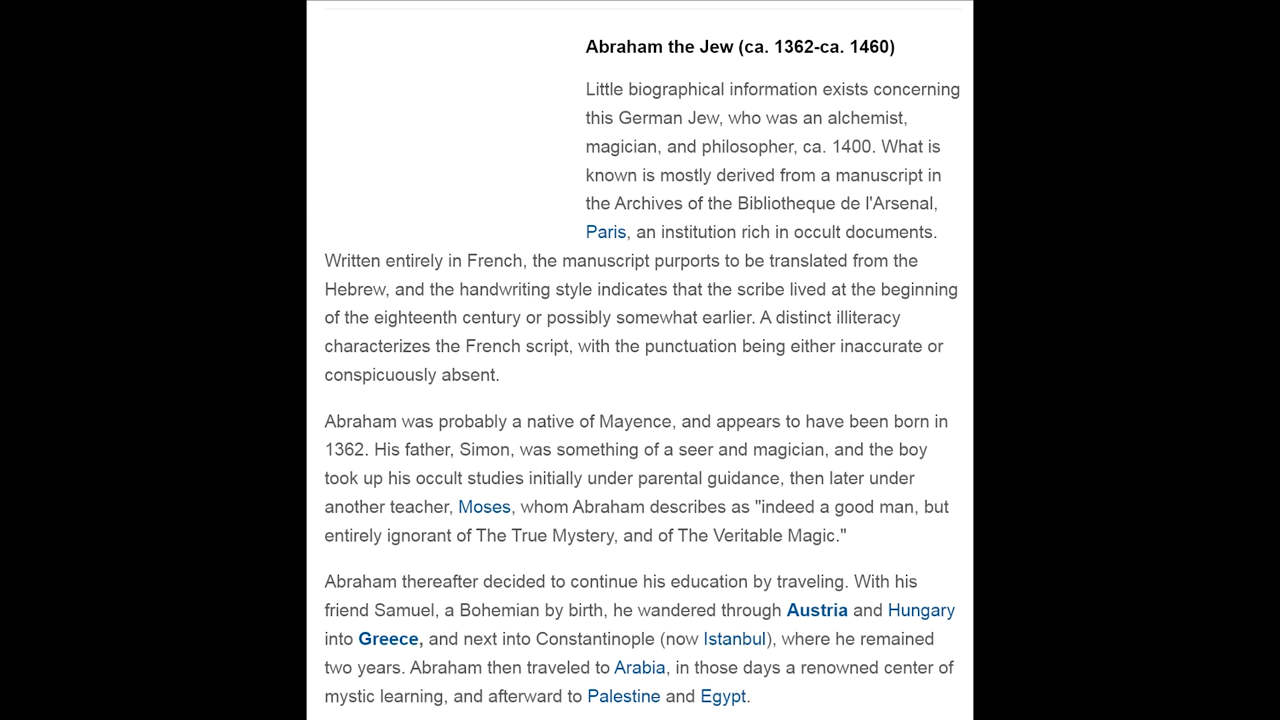 Abraham the Jew (ca. 1362-ca. 1460)
Little biographical information exists concerning
this German Jew, who was an alchemist,
magician, and philosopher, ca. 1400. What is
known is mostly derived from a manuscript in
the Archives of the Bibliotheque de l'Arsenal,
Paris, an institution rich in occult documents.
Written entirely in French, the manuscript purports to be translated from the
Hebrew, and the handwriting style indicates that the scribe lived at the beginning
of the eighteenth century or possibly somewhat earlier. A distinct illiteracy
characterizes the French script, with the punctuation being either inaccurate or
conspicuously absent.
Abraham was probably a native of Mayence, and appears to have been born in
1362. His father, Simon, was something of a seer and magician, and the boy
took up his occult studies initially under parental guidance, then later under
another teacher, Moses, whom Abraham describes as "indeed a good man, but
entirely ignorant of The True Mystery, and of The Veritable Magic."
Abraham thereafter decided to continue his education by traveling. With his
friend Samuel, a Bohemian by birth, he wandered through Austria and Hungary
into Greece, and next into Constantinople (now Istanbul), where he remained
two years. Abraham then traveled to Arabia, in those days a renowned center of
mystic learning, and afterward to Palestine and Egypt.